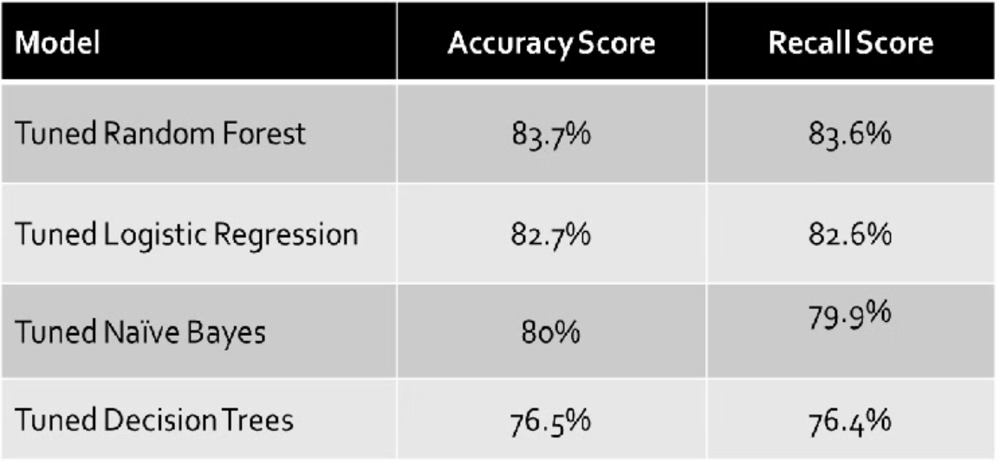 Model Accuracy Score Recall Score
Tuned Random Forest 83.7% 83.6%
Tuned Logistic Regression 82.7% 82.6%
Tuned Naïve Bayes 80% 79.9%
Tuned Decision Trees 76.5% 76.4%